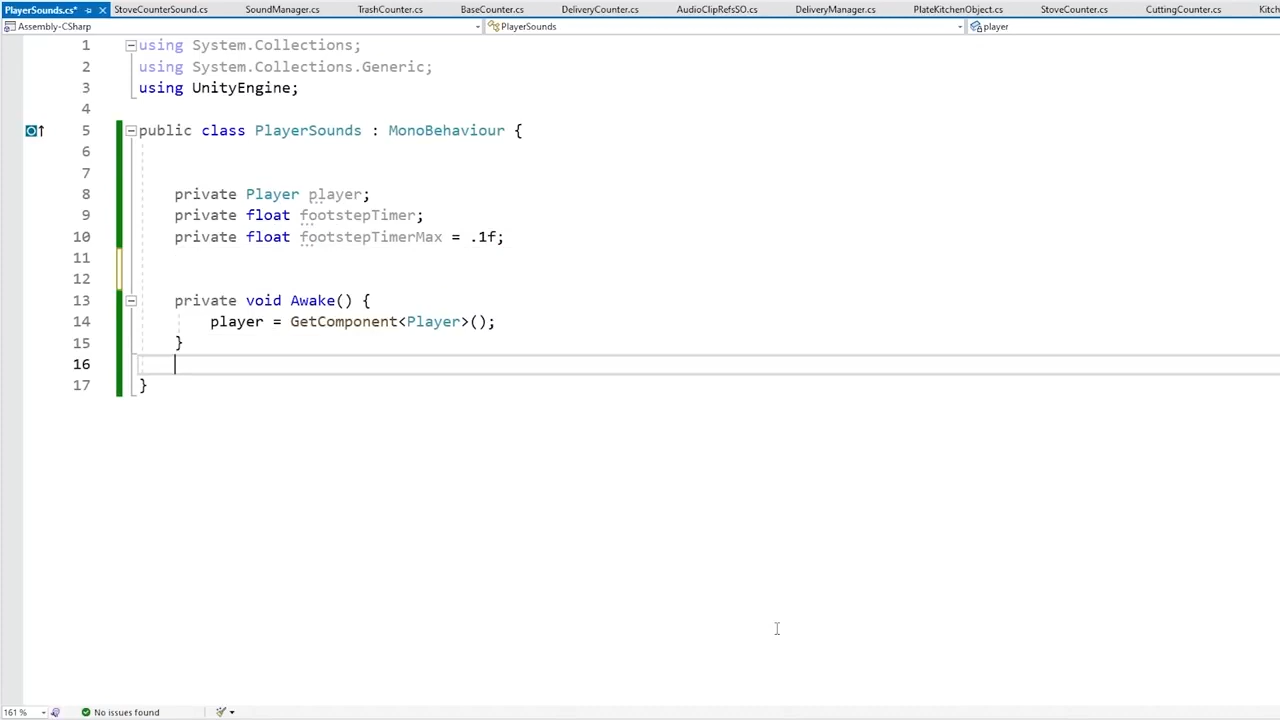 PlayerSounds.cs* StoveCounterSound.cs SoundManager.cs TrashCounter.cs BaseCounter.cs DeliveryCounter.cs AudioClipRefsSO.cs DeliveryManager.cs PlateKitchenObject.cs StoveCounter.cs CuttingCounter.cs Kitch
Assembly-CSharp PlayerSounds player
1 using System.Collections;
2 using System.Collections.Generic;
3 using UnityEngine;
4
5 public class PlayerSounds : MonoBehaviour {
6
7
8 private Player player;
9 private float footstepTimer;
10 private float footstepTimerMax = .1f;
11
12
13 private void Awake() {
14 player = GetComponent<Player>();
15 }
16
17 }
161 % No issues found